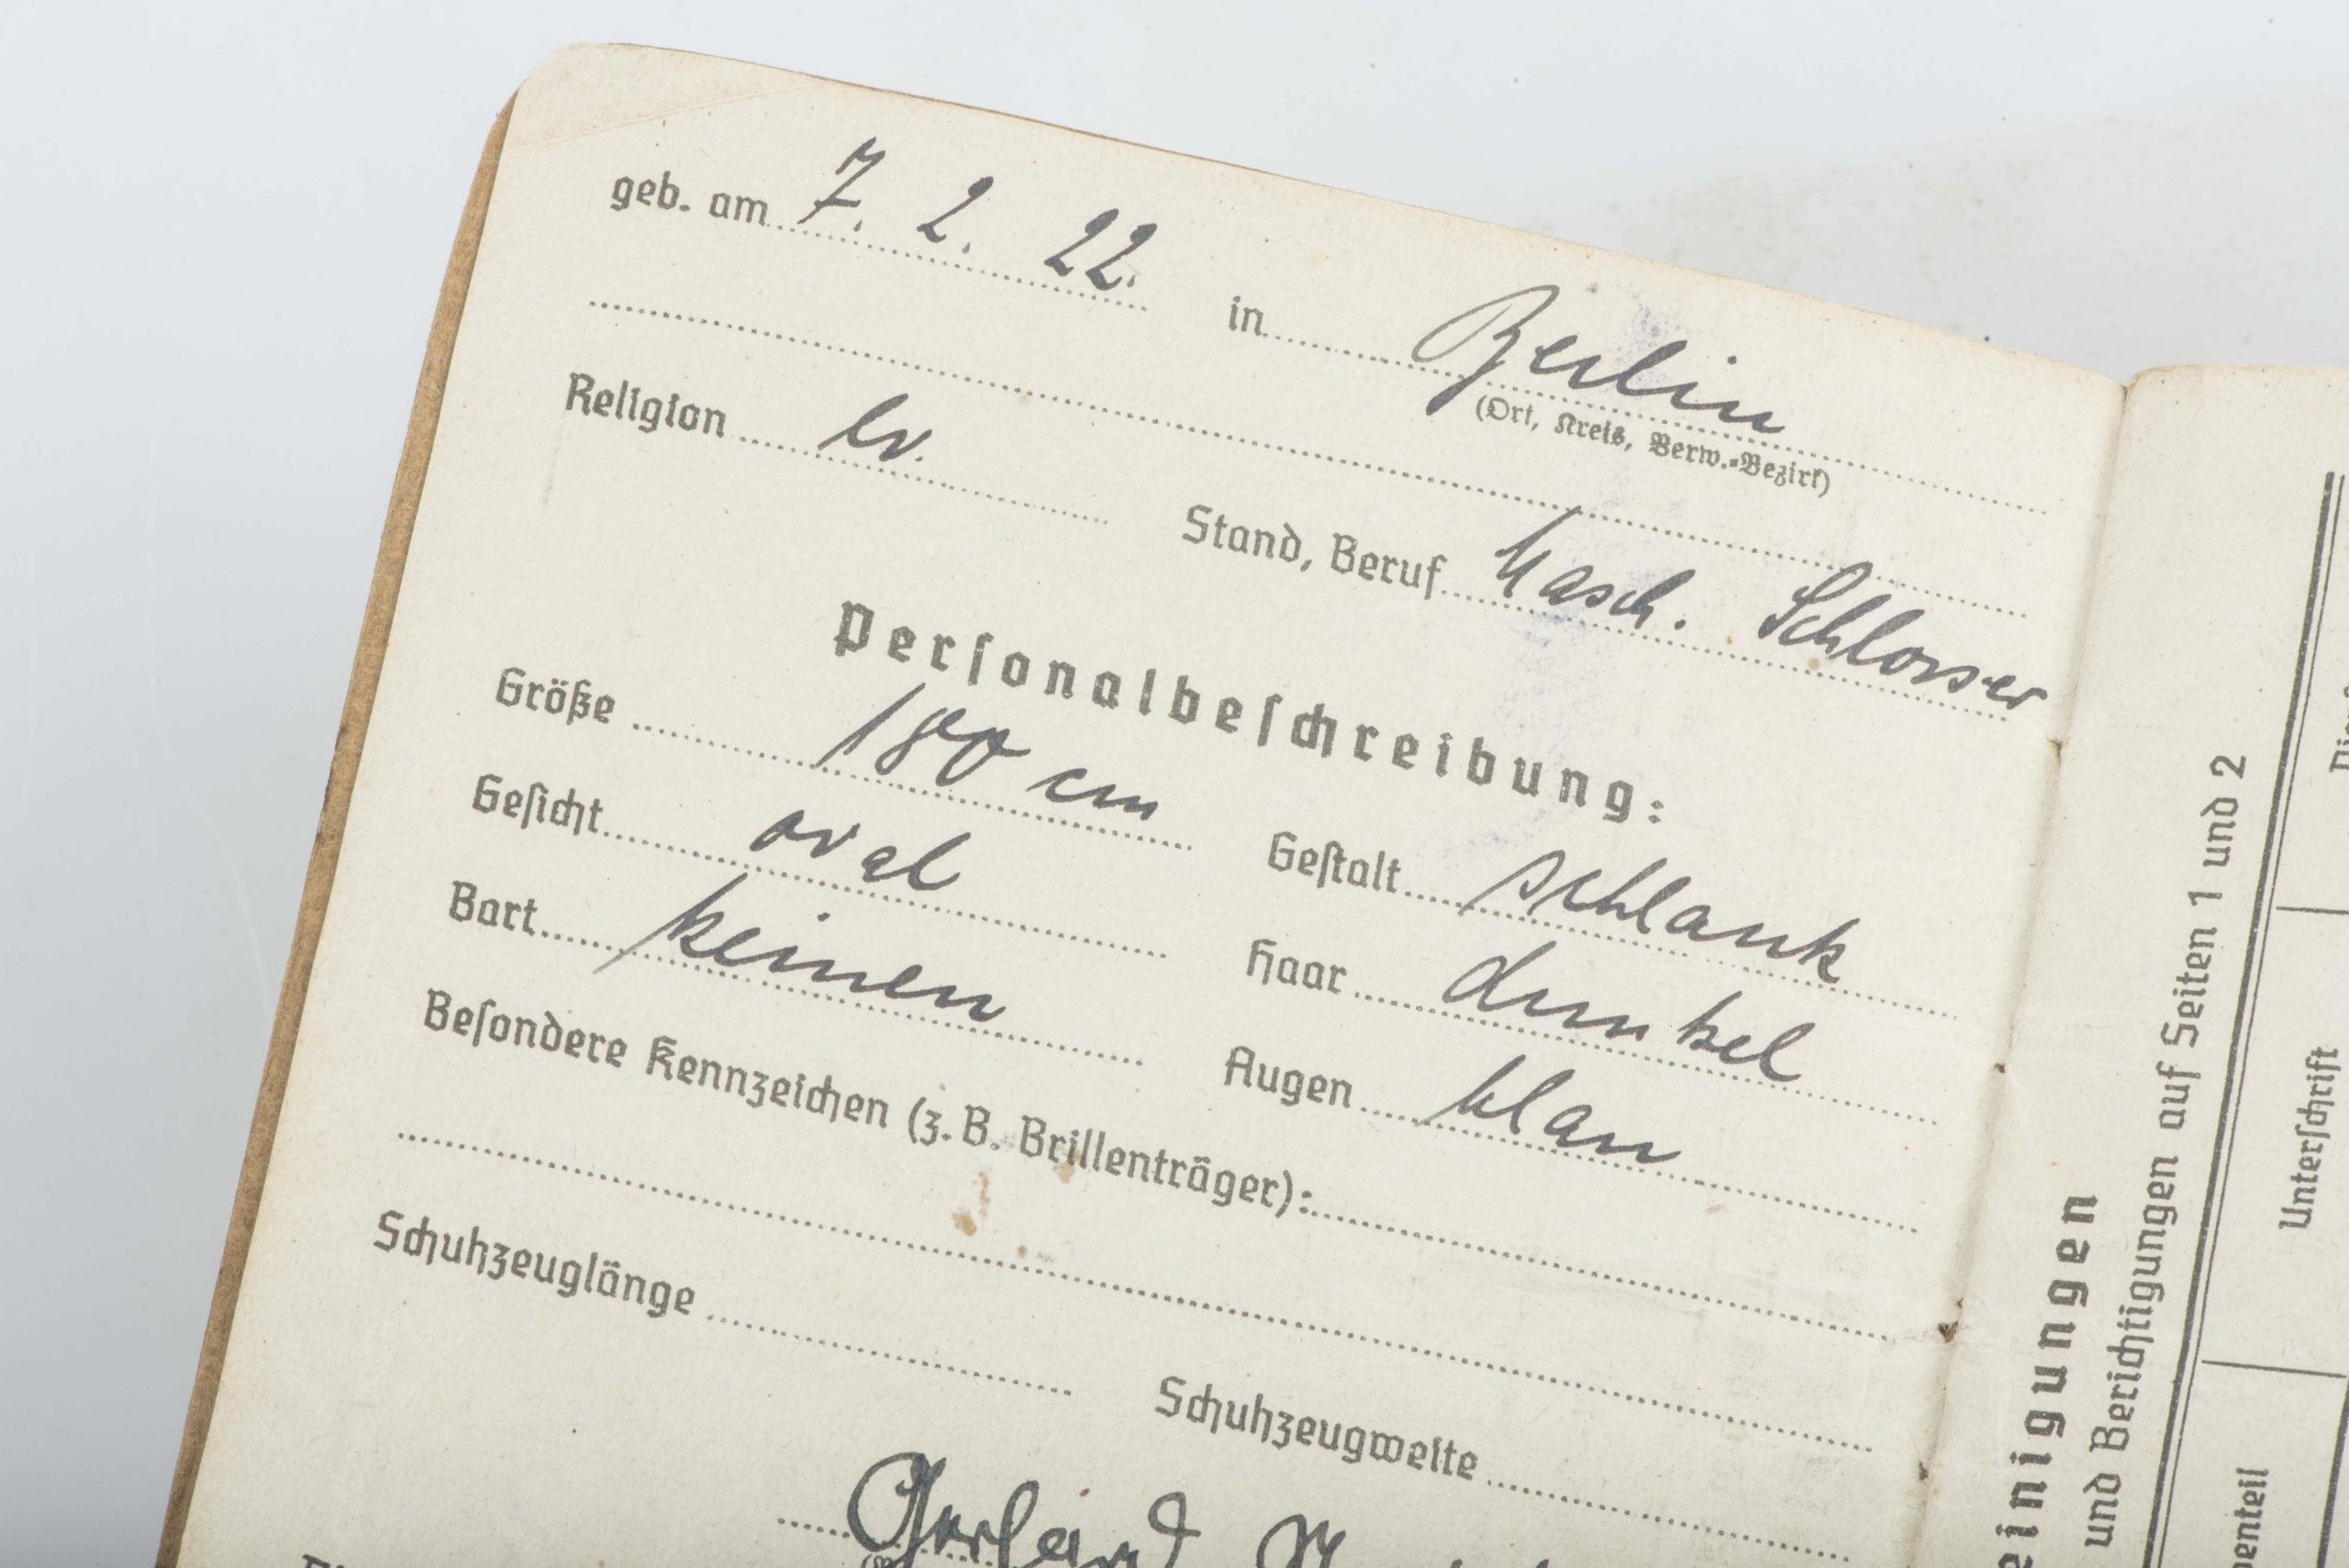 geb. am 7. 2. 22. in Berlin
(Ort, Kreis, Verw.-Bezirk)
Religion ev. Stand, Beruf Masch. Schlosser
Personalbeschreibung:
Größe 180 cm Gestalt schlank
Gesicht oval Haar dunkel
Bart keinen Augen blau
Besondere Kennzeichen (z. B. Brillenträger):
Schuhzeuglänge Schuhzeugweite
Gerhard
und Berichtigungen auf Seiten 1 und 2
Unterschrift